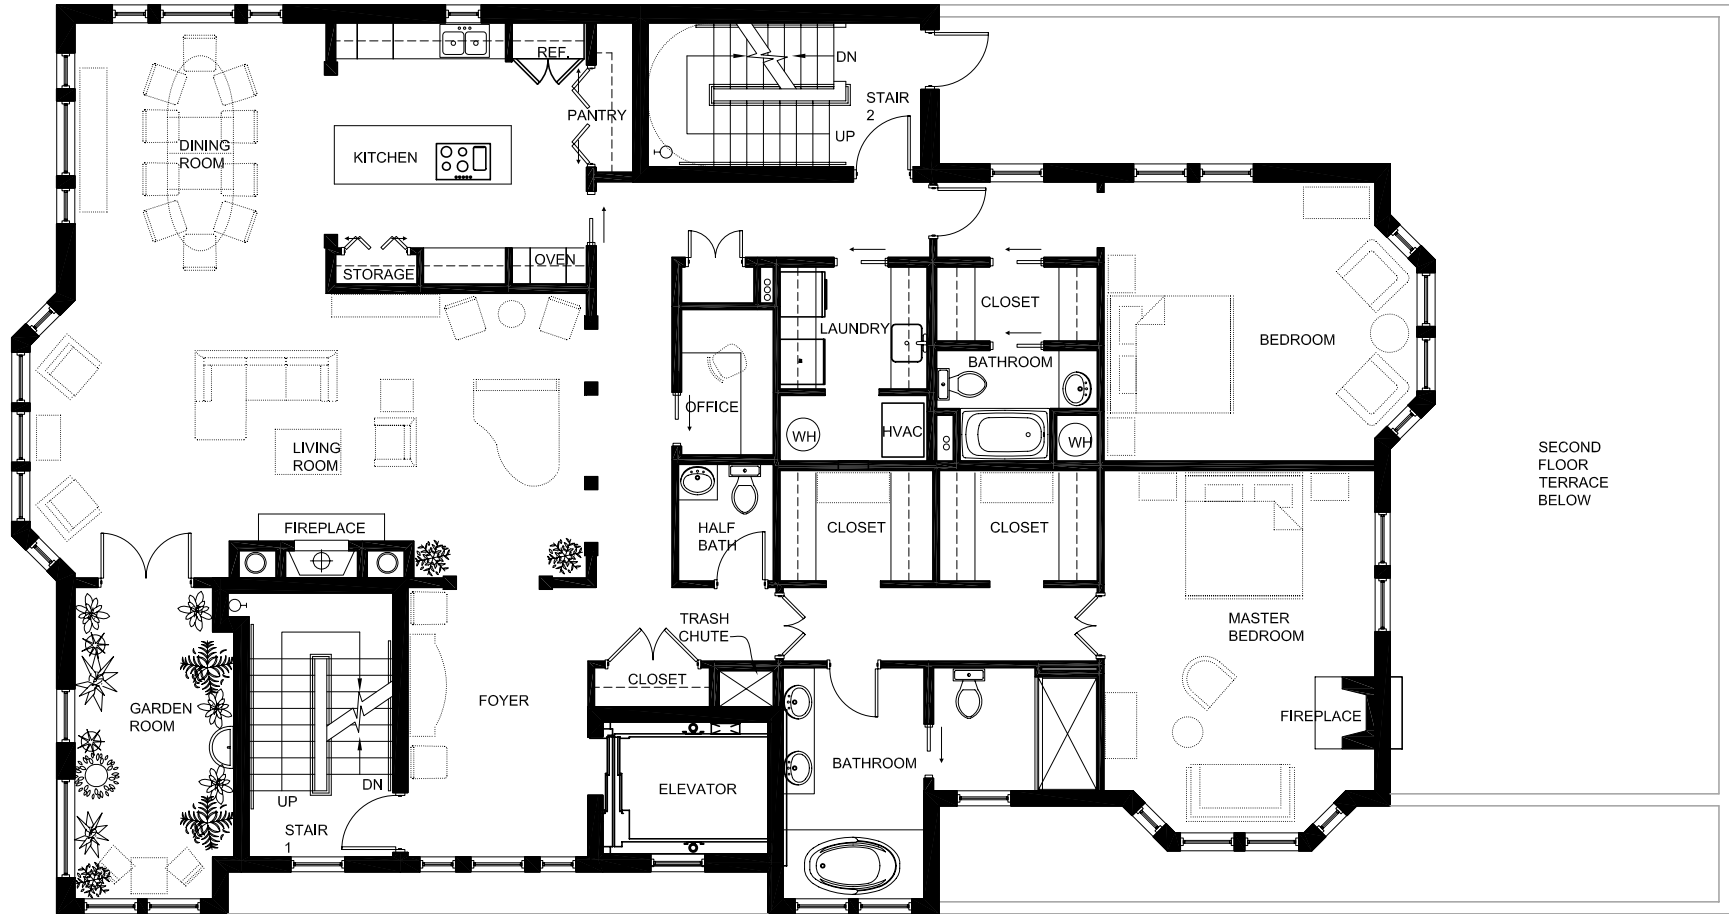 REF.
DN
STAIR
2
PANTRY
UP
DINING
ROOM
KITCHEN
STORAGE
OVEN
CLOSET
LAUNDRY
BATHROOM
BEDROOM
OFFICE
WH
HVAC
WH
LIVING
ROOM
SECOND
FLOOR
TERRACE
BELOW
FIREPLACE
HALF
BATH
CLOSET
CLOSET
TRASH
CHUTE
MASTER
BEDROOM
CLOSET
GARDEN
ROOM
FOYER
FIREPLACE
BATHROOM
ELEVATOR
DN
UP
STAIR
1